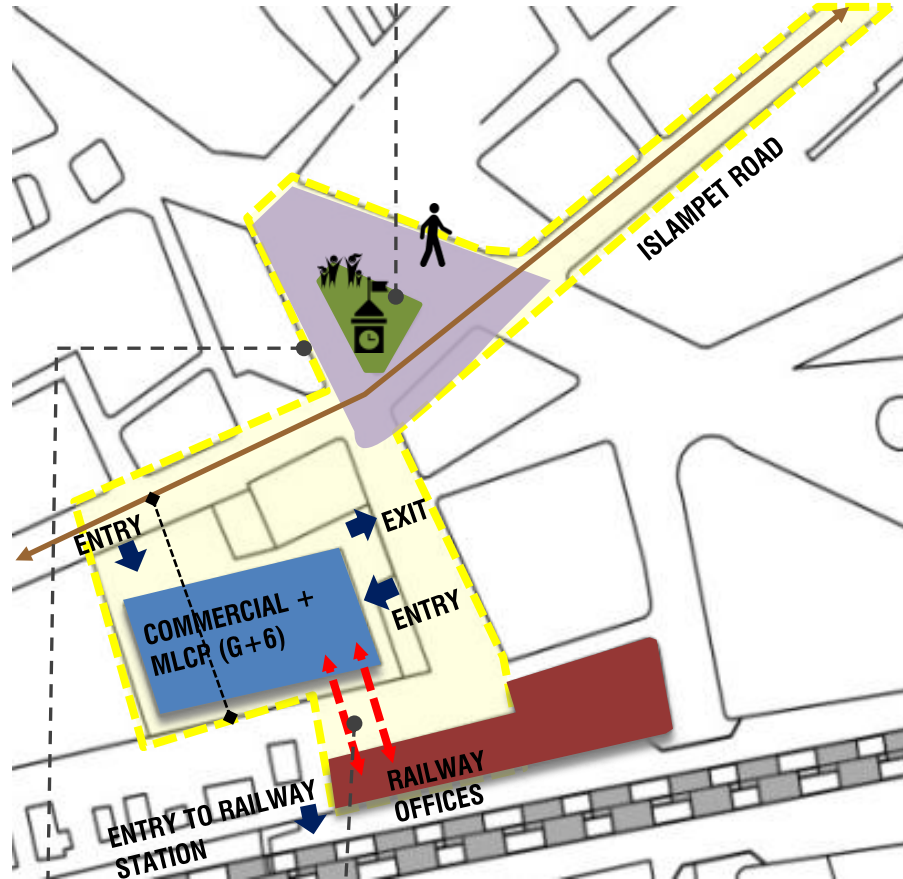 ISLAMPET ROAD
EXIT
ENTRY
ENTRY
COMMERCIAL +
MLCP (G+6)
RAILWAY
OFFICES
ENTRY TO RAILWAY
STATION